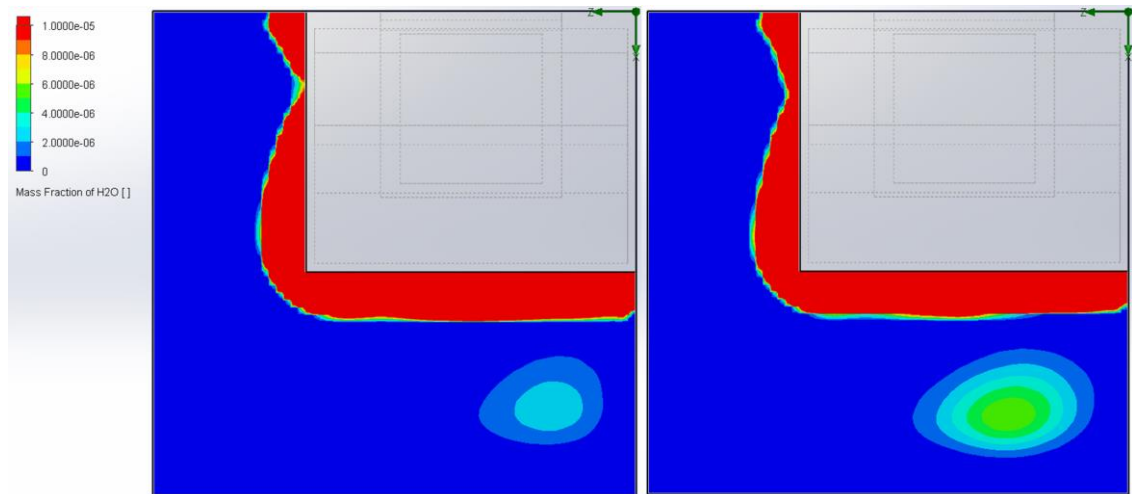 1.0000e-05
8.0000e-06
6.0000e-06
4.0000e-06
2.0000e-06
0
Mass Fraction of H2O [ ]
Z
X
Z
X